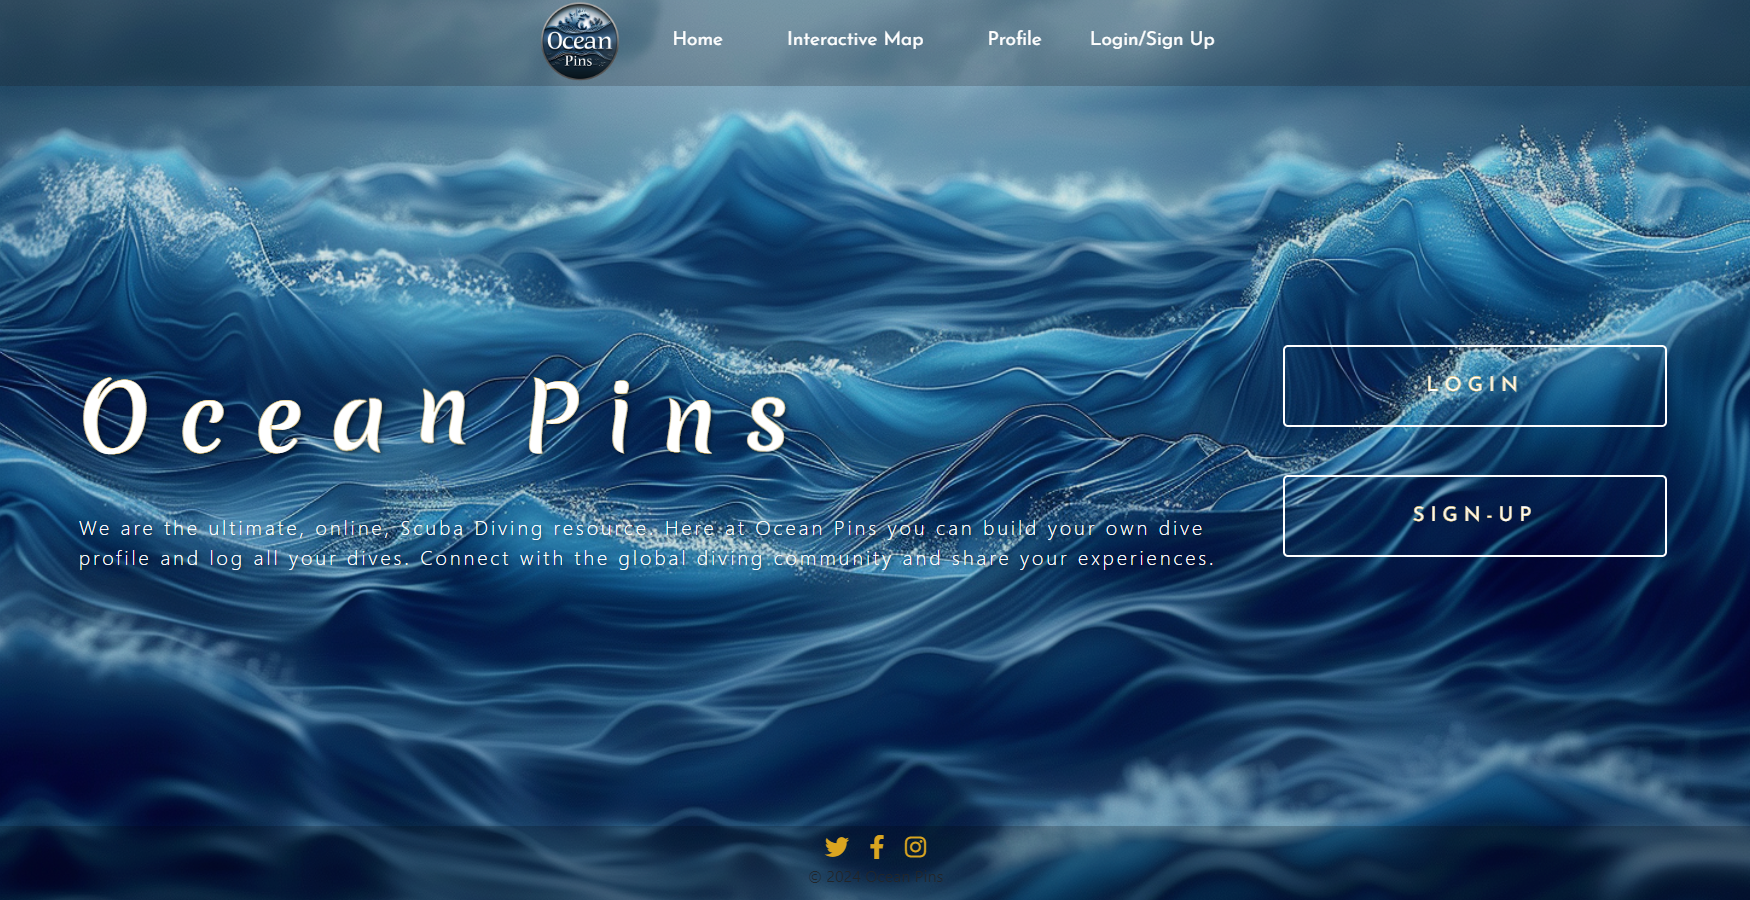 Ocean
Pins
Home
Interactive Map
Profile
Login/Sign Up
Ocean Pins
LOGIN
We are the ultimate, online, Scuba Diving resource. Here at Ocean Pins you can build your own dive
profile and log all your dives. Connect with the global diving community and share your experiences.
SIGN-UP